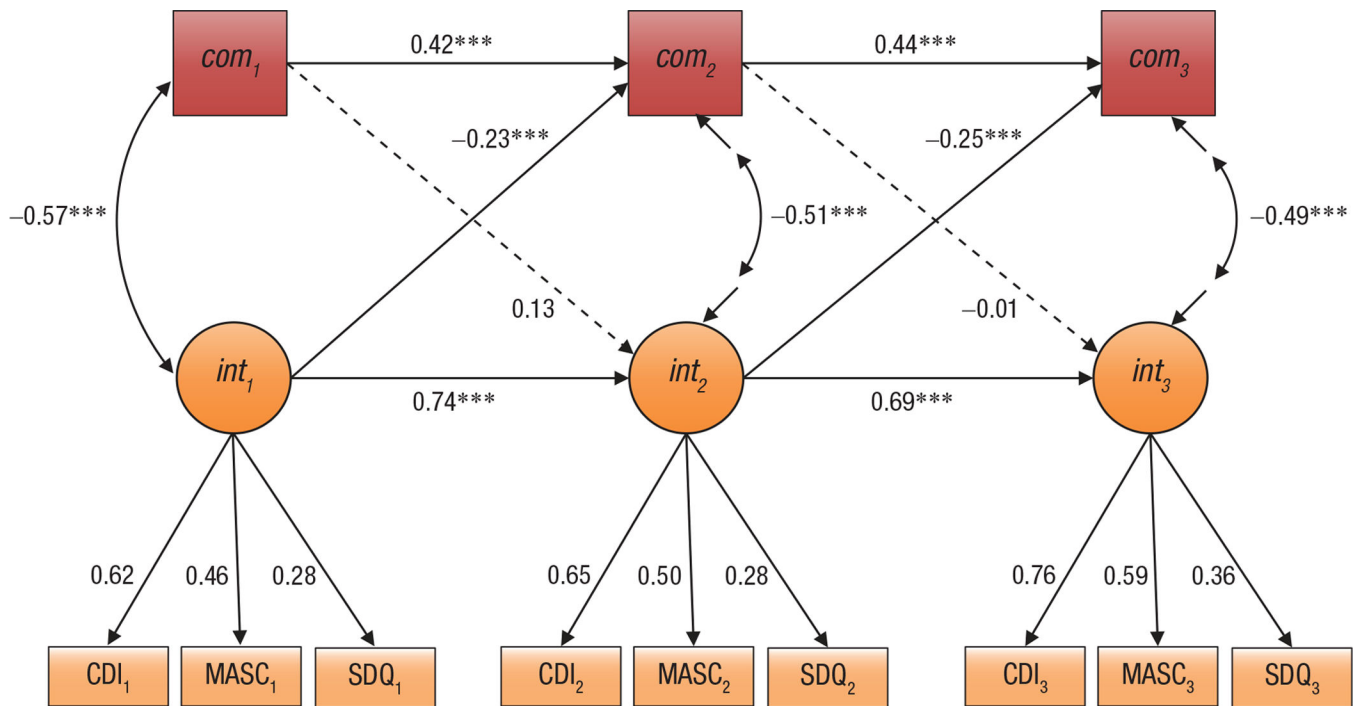 com₁
0.42***
com₂
0.44***
com₃
–0.23***
–0.25***
–0.57***
–0.51***
–0.49***
0.13
–0.01
int₁
0.74***
int₂
0.69***
int₃
0.62
0.46
0.28
0.65
0.50
0.28
0.76
0.59
0.36
CDI₁
MASC₁
SDQ₁
CDI₂
MASC₂
SDQ₂
CDI₃
MASC₃
SDQ₃